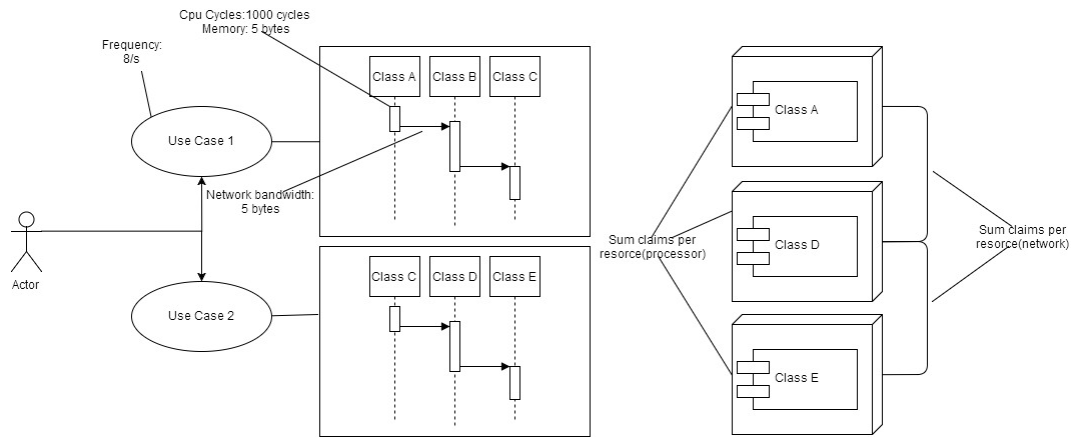 Cpu Cycles:1000 cycles
Memory: 5 bytes
Frequency:
8/s
Class A
Class B
Class C
Use Case 1
Network bandwidth:
5 bytes
Actor
Use Case 2
Class C
Class D
Class E
Class A
Class D
Class E
Sum claims per
resorce(processor)
Sum claims per
resorce(network)